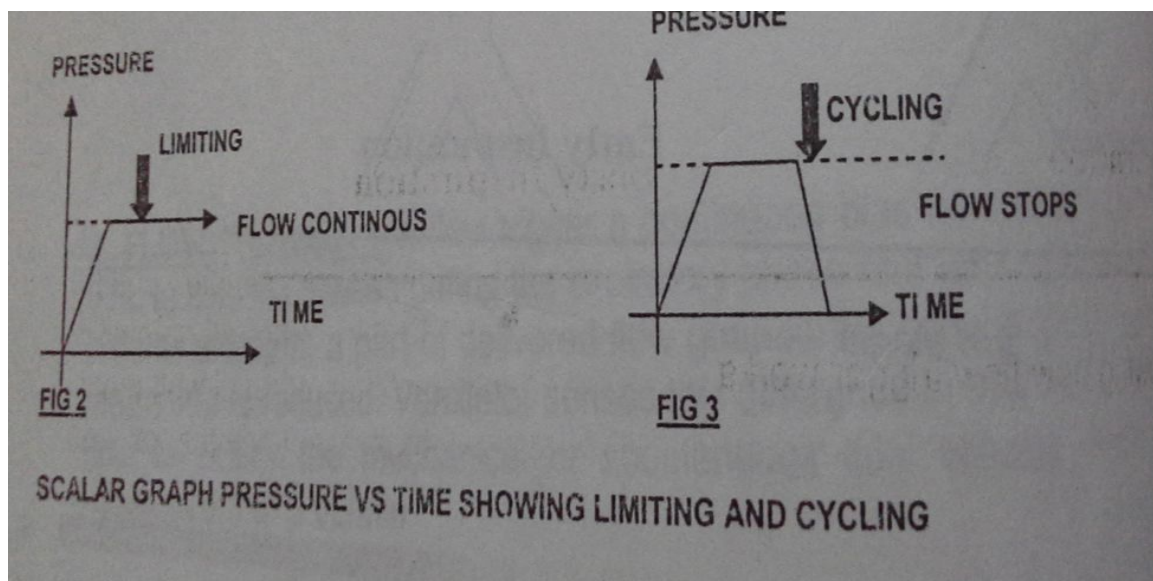 PRESSURE
LIMITING
FLOW CONTINOUS
TI ME
FIG 2
PRESSURE
CYCLING
FLOW STOPS
TI ME
FIG 3
SCALAR GRAPH PRESSURE VS TIME SHOWING LIMITING AND CYCLING